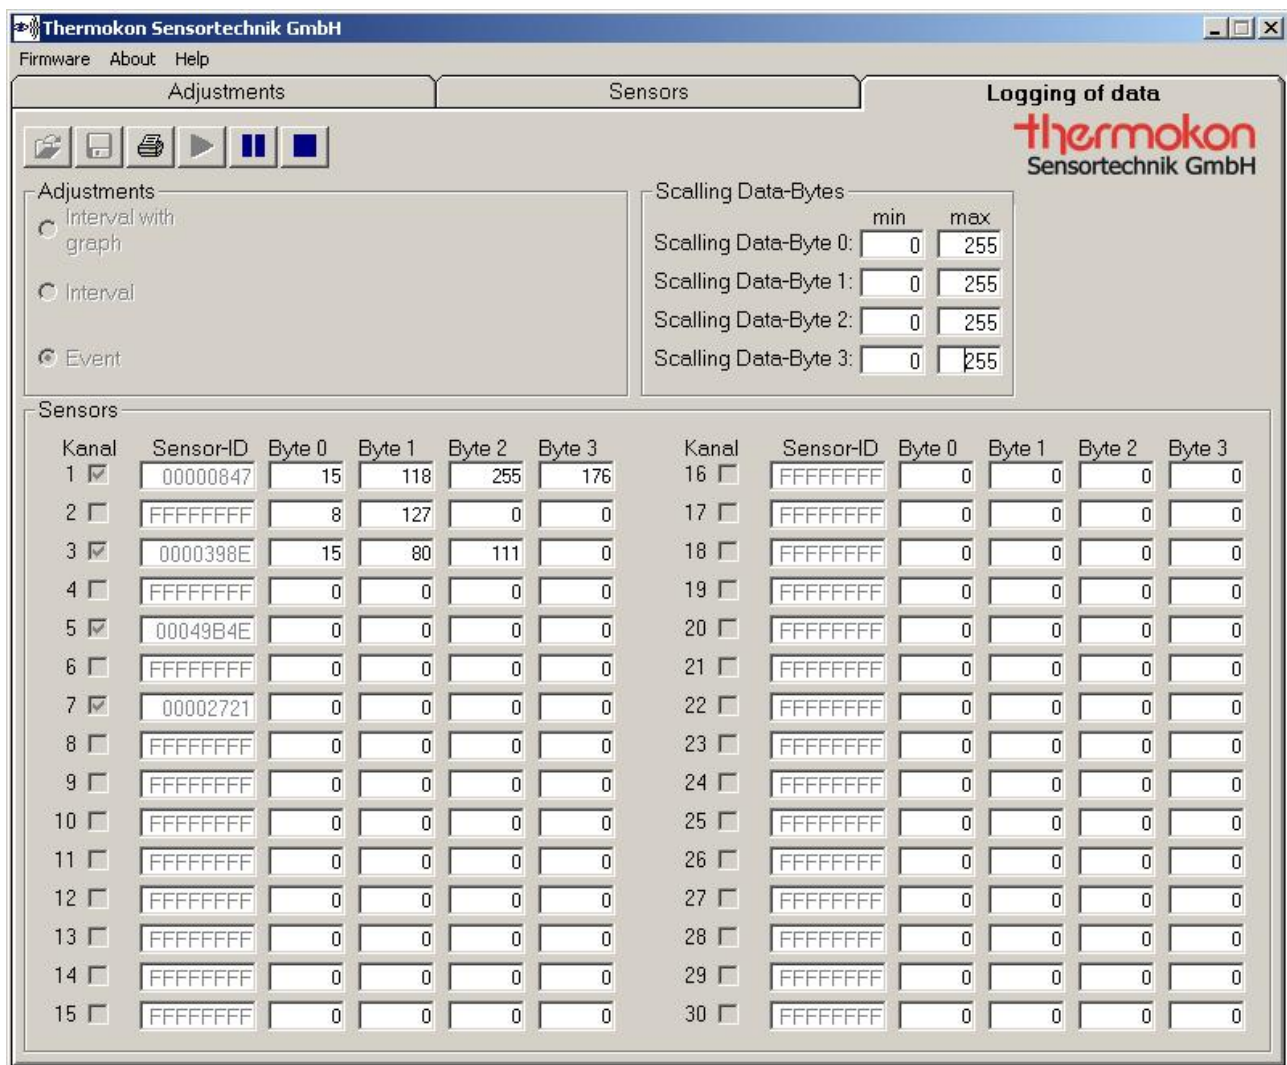 Thermokon Sensortechnik GmbH
Firmware About Help
Adjustments Sensors Logging of data
thermokon
Sensortechnik GmbH
Adjustments
Interval with
graph
Interval
Event
Scalling Data-Bytes
min max
Scalling Data-Byte 0: 0 255
Scalling Data-Byte 1: 0 255
Scalling Data-Byte 2: 0 255
Scalling Data-Byte 3: 0 255
Sensors
Kanal Sensor-ID Byte 0 Byte 1 Byte 2 Byte 3 Kanal Sensor-ID Byte 0 Byte 1 Byte 2 Byte 3
1 00000847 15 118 255 176 16 FFFFFFFF 0 0 0 0
2 FFFFFFFF 8 127 0 0 17 FFFFFFFF 0 0 0 0
3 0000398E 15 80 111 0 18 FFFFFFFF 0 0 0 0
4 FFFFFFFF 0 0 0 0 19 FFFFFFFF 0 0 0 0
5 00049B4E 0 0 0 0 20 FFFFFFFF 0 0 0 0
6 FFFFFFFF 0 0 0 0 21 FFFFFFFF 0 0 0 0
7 00002721 0 0 0 0 22 FFFFFFFF 0 0 0 0
8 FFFFFFFF 0 0 0 0 23 FFFFFFFF 0 0 0 0
9 FFFFFFFF 0 0 0 0 24 FFFFFFFF 0 0 0 0
10 FFFFFFFF 0 0 0 0 25 FFFFFFFF 0 0 0 0
11 FFFFFFFF 0 0 0 0 26 FFFFFFFF 0 0 0 0
12 FFFFFFFF 0 0 0 0 27 FFFFFFFF 0 0 0 0
13 FFFFFFFF 0 0 0 0 28 FFFFFFFF 0 0 0 0
14 FFFFFFFF 0 0 0 0 29 FFFFFFFF 0 0 0 0
15 FFFFFFFF 0 0 0 0 30 FFFFFFFF 0 0 0 0